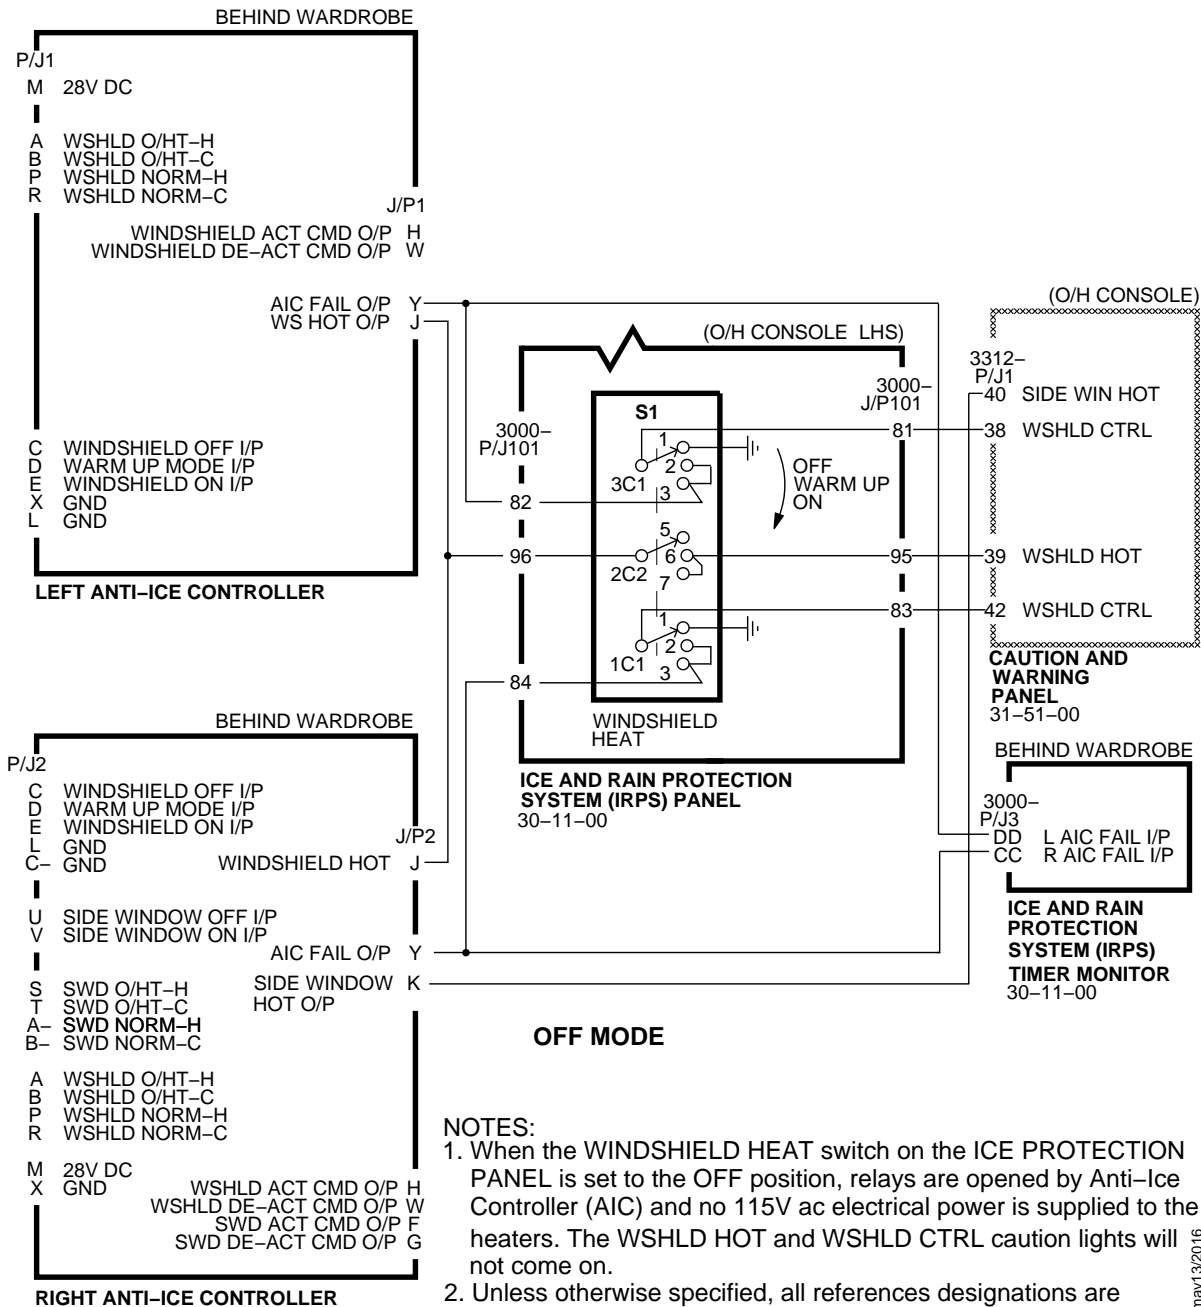 BEHIND WARDROBE
P/J1
M 28V DC
A WSHLD O/HT–H
B WSHLD O/HT–C
P WSHLD NORM–H
R WSHLD NORM–C
J/P1
WINDSHIELD ACT CMD O/P H
WINDSHIELD DE–ACT CMD O/P W
AIC FAIL O/P Y
WS HOT O/P J
C WINDSHIELD OFF I/P
D WARM UP MODE I/P
E WINDSHIELD ON I/P
X GND
L GND
LEFT ANTI–ICE CONTROLLER
(O/H CONSOLE LHS)
3000–
P/J101
82
96
84
S1
1
2
3
3C1
5
6
7
2C2
1
2
3
1C1
WINDSHIELD
HEAT
OFF
WARM UP
ON
3000–
J/P101
81
95
83
ICE AND RAIN PROTECTION
SYSTEM (IRPS) PANEL
30–11–00
(O/H CONSOLE)
3312–
P/J1
40 SIDE WIN HOT
38 WSHLD CTRL
39 WSHLD HOT
42 WSHLD CTRL
CAUTION AND
WARNING
PANEL
31–51–00
BEHIND WARDROBE
3000–
P/J3
DD L AIC FAIL I/P
CC R AIC FAIL I/P
ICE AND RAIN
PROTECTION
SYSTEM (IRPS)
TIMER MONITOR
30–11–00
BEHIND WARDROBE
P/J2
C WINDSHIELD OFF I/P
D WARM UP MODE I/P
E WINDSHIELD ON I/P
L GND
C– GND
J/P2
WINDSHIELD HOT J
U SIDE WINDOW OFF I/P
V SIDE WINDOW ON I/P
AIC FAIL O/P Y
SIDE WINDOW K
HOT O/P
S SWD O/HT–H
T SWD O/HT–C
A– SWD NORM–H
B– SWD NORM–C
A WSHLD O/HT–H
B WSHLD O/HT–C
P WSHLD NORM–H
R WSHLD NORM–C
M 28V DC
X GND
WSHLD ACT CMD O/P H
WSHLD DE–ACT CMD O/P W
SWD ACT CMD O/P F
SWD DE–ACT CMD O/P G
RIGHT ANTI–ICE CONTROLLER
OFF MODE
NOTES:
1. When the WINDSHIELD HEAT switch on the ICE PROTECTION
PANEL is set to the OFF position, relays are opened by Anti–Ice
Controller (AIC) and no 115V ac electrical power is supplied to the
heaters. The WSHLD HOT and WSHLD CTRL caution lights will
not come on.
2. Unless otherwise specified, all references designations are
may13/2016